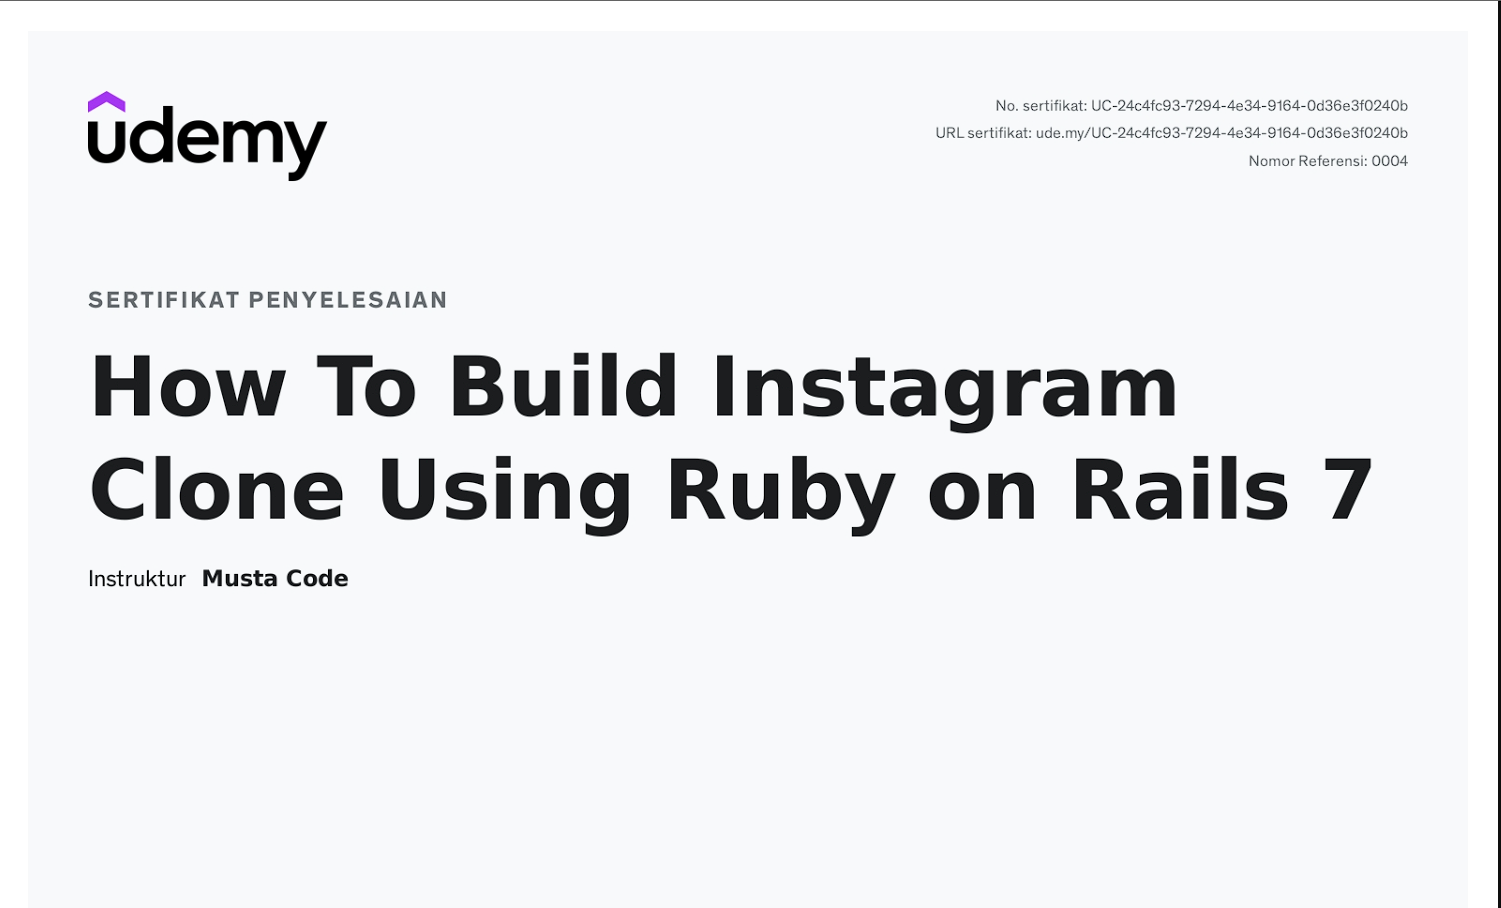 udemy
No. sertifikat: UC-24c4fc93-7294-4e34-9164-0d36e3f0240b
URL sertifikat: ude.my/UC-24c4fc93-7294-4e34-9164-0d36e3f0240b
Nomor Referensi: 0004
SERTIFIKAT PENYELESAIAN
How To Build Instagram
Clone Using Ruby on Rails 7
Instruktur Musta Code